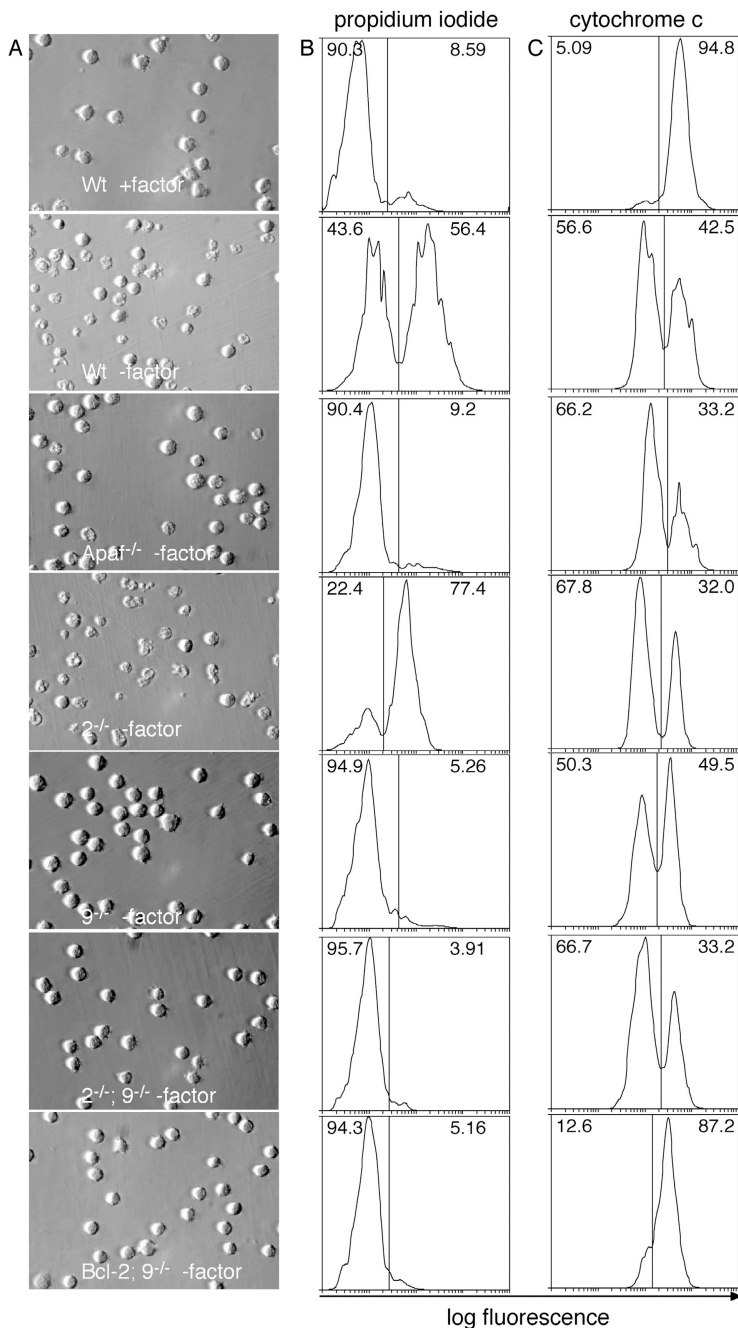 propidium iodide
cytochrome c
A
B
C
90.3 8.59
5.09 94.8
Wt +factor
43.6 56.4
56.6 42.5
Wt -factor
90.4 9.2
66.2 33.2
Apaf-/- -factor
22.4 77.4
67.8 32.0
2-/- -factor
94.9 5.26
50.3 49.5
9-/- -factor
95.7 3.91
66.7 33.2
2-/-; 9-/- -factor
94.3 5.16
12.6 87.2
Bcl-2; 9-/- -factor
log fluorescence